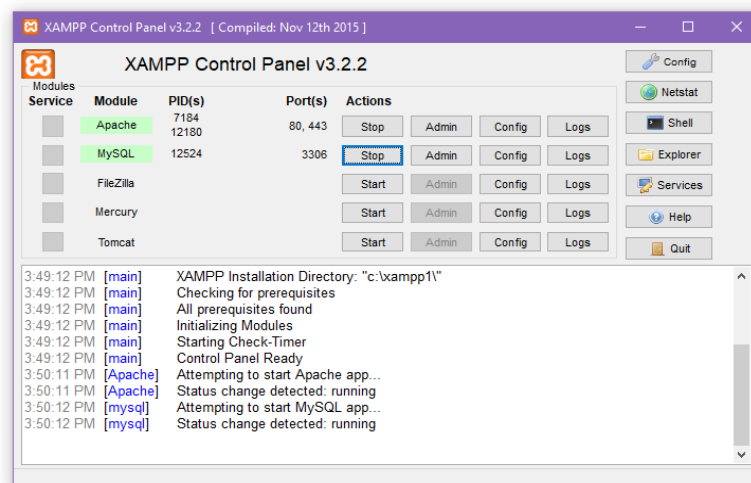 XAMPP Control Panel v3.2.2 [ Compiled: Nov 12th 2015 ]
XAMPP Control Panel v3.2.2
Config
Modules
Service Module PID(s) Port(s) Actions
Netstat
Apache 7184 12180 80, 443 Stop Admin Config Logs
Shell
MySQL 12524 3306 Stop Admin Config Logs
Explorer
FileZilla Start Admin Config Logs
Services
Mercury Start Admin Config Logs
Help
Tomcat Start Admin Config Logs
Quit
3:49:12 PM [main] XAMPP Installation Directory: "c:\xampp1\"
3:49:12 PM [main] Checking for prerequisites
3:49:12 PM [main] All prerequisites found
3:49:12 PM [main] Initializing Modules
3:49:12 PM [main] Starting Check-Timer
3:49:12 PM [main] Control Panel Ready
3:50:11 PM [Apache] Attempting to start Apache app...
3:50:11 PM [Apache] Status change detected: running
3:50:12 PM [mysql] Attempting to start MySQL app...
3:50:12 PM [mysql] Status change detected: running